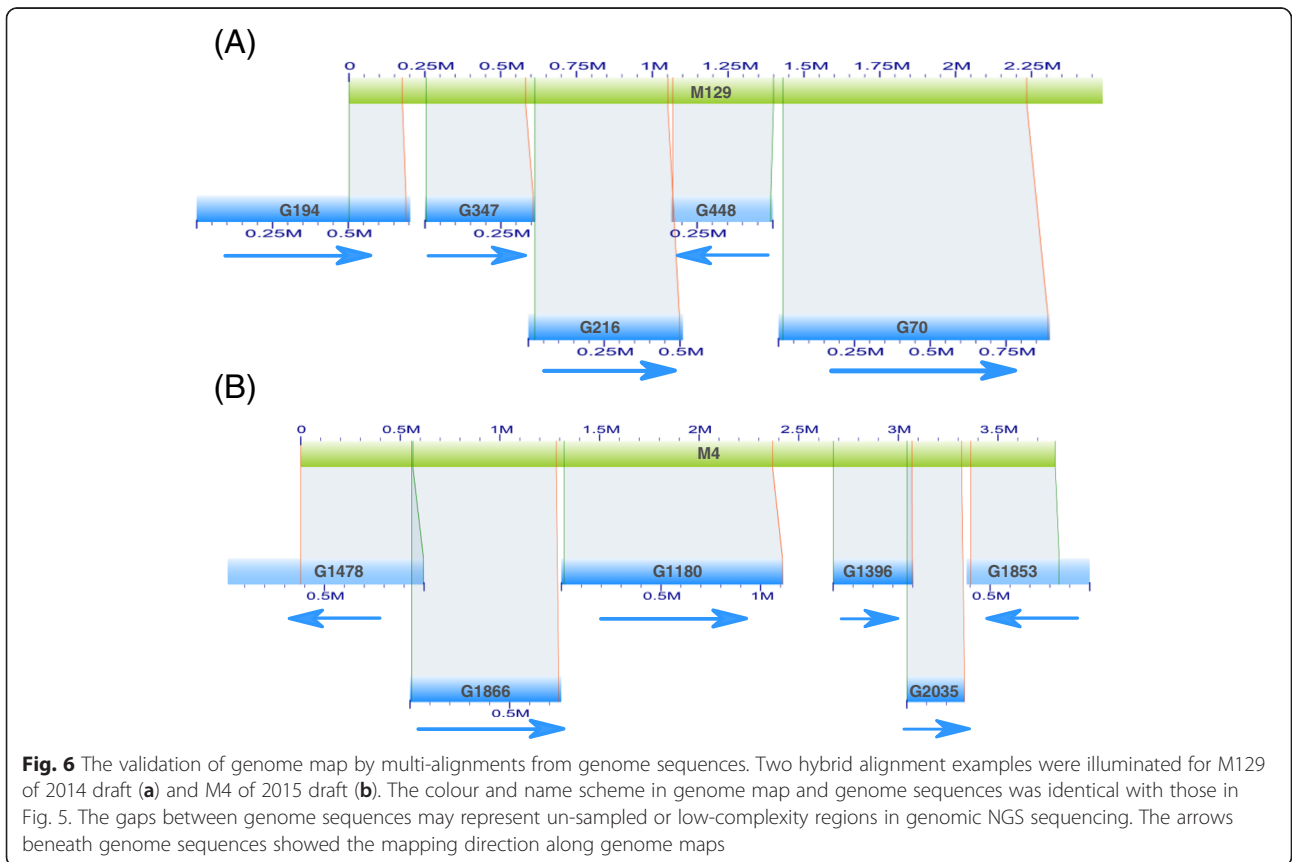 (A)
0 0.25M 0.5M 0.75M 1M 1.25M 1.5M 1.75M 2M 2.25M
M129
G194 G347 G448
0.25M 0.5M 0.25M 0.25M
G216 G70
0.25M 0.5M 0.25M 0.50M 0.75M
(B)
0 0.5M 1M 1.5M 2M 2.5M 3M 3.5M
M4
G1478 G1180 G1396 G1853
0.5M 0.5M 1M 0.5M
G1866 G2035
0.5M
Fig. 6 The validation of genome map by multi-alignments from genome sequences. Two hybrid alignment examples were illuminated for M129
of 2014 draft (a) and M4 of 2015 draft (b). The colour and name scheme in genome map and genome sequences was identical with those in
Fig. 5. The gaps between genome sequences may represent un-sampled or low-complexity regions in genomic NGS sequencing. The arrows
beneath genome sequences showed the mapping direction along genome maps